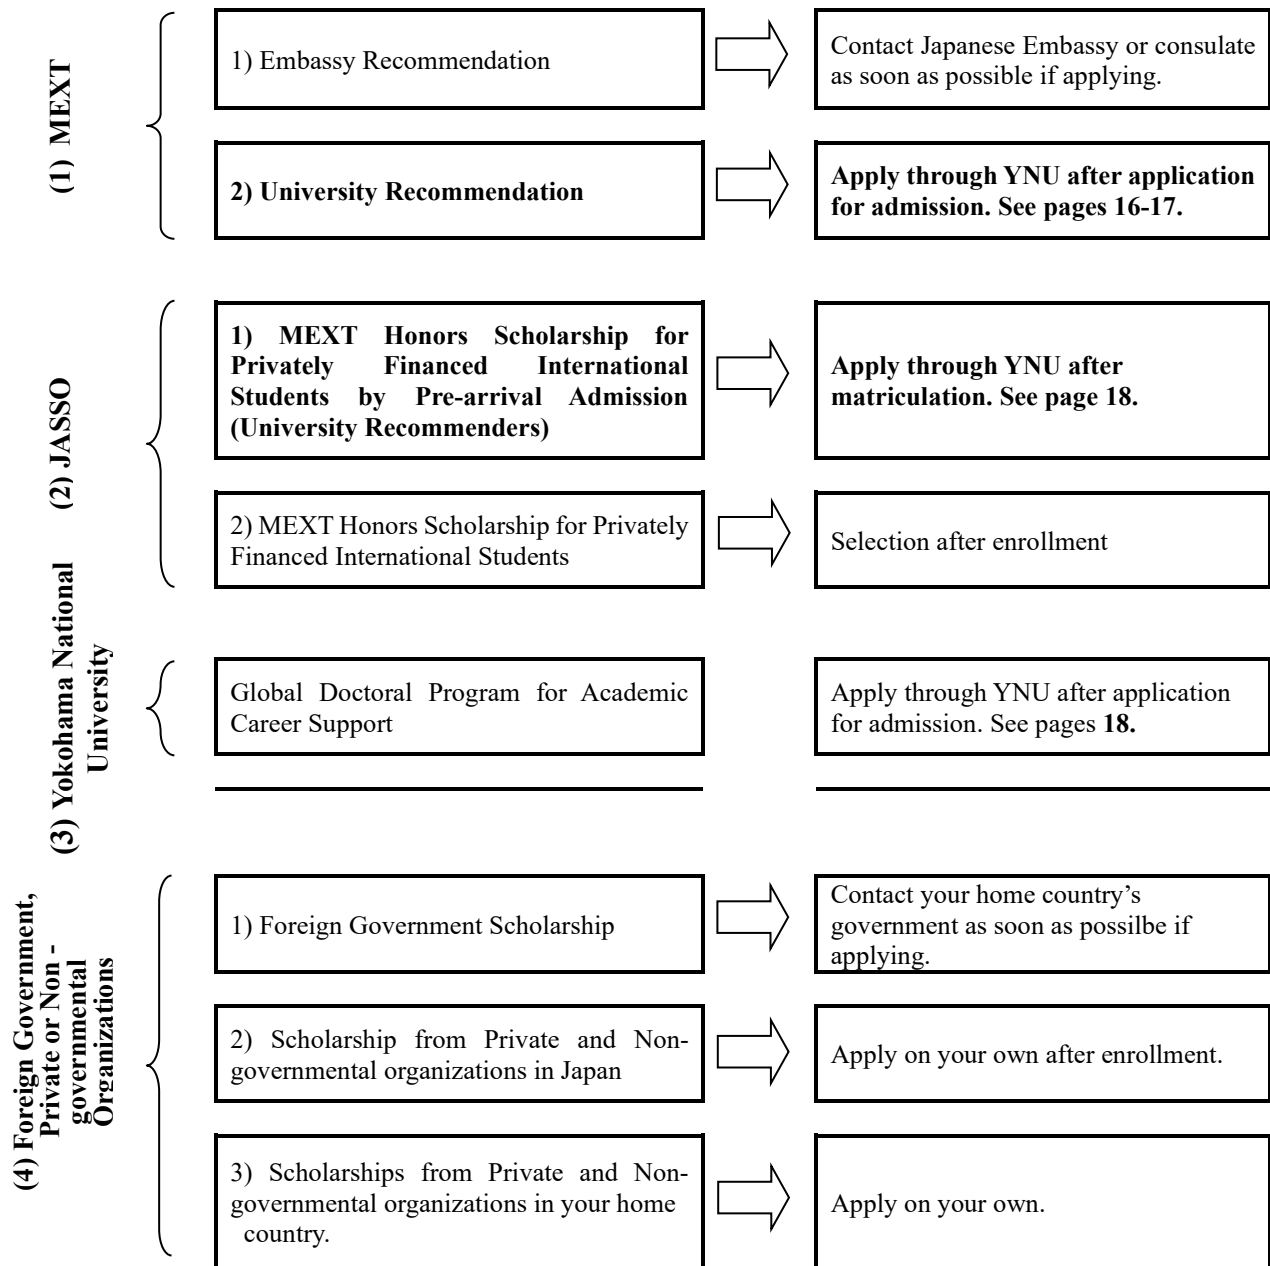 (1) MEXT
1) Embassy Recommendation
Contact Japanese Embassy or consulate
as soon as possible if applying.
2) University Recommendation
Apply through YNU after application
for admission. See pages 16-17.
(2) JASSO
1) MEXT Honors Scholarship for
Privately Financed International
Students by Pre-arrival Admission
(University Recommenders)
Apply through YNU after
matriculation. See page 18.
2) MEXT Honors Scholarship for Privately
Financed International Students
Selection after enrollment
(3) Yokohama National
University
Global Doctoral Program for Academic
Career Support
Apply through YNU after application
for admission. See pages 18.
(4) Foreign Government,
Private or Non -
governmental
Organizations
1) Foreign Government Scholarship
Contact your home country’s
government as soon as possilbe if
applying.
2) Scholarship from Private and Non-
governmental organizations in Japan
Apply on your own after enrollment.
3) Scholarships from Private and Non-
governmental organizations in your home
country.
Apply on your own.